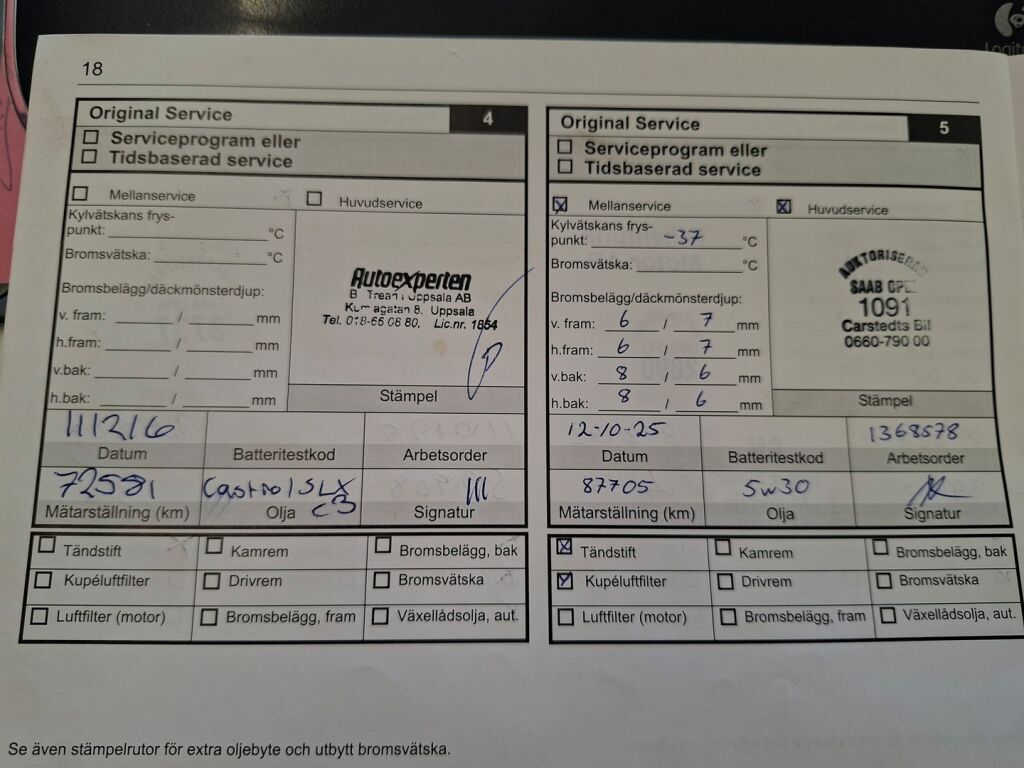 18
Original Service
4
Serviceprogram eller
Tidsbaserad service
Mellanservice
Huvudservice
Kylvätskans frys-
punkt: °C
Bromsvätska: °C
Bromsbelägg/däckmönsterdjup:
v. fram: / mm
h.fram: / mm
v.bak: / mm
h.bak: / mm
Autoexperten
Uppsala AB
Uppsala
Tel. 018-66 08 80, Lic.nr. 1854
Stämpel
111216
Datum
Batteritestkod
Arbetsorder
72581
Castrol SLX
C3
Mätarställning (km)
Olja
Signatur
Tändstift
Kamrem
Bromsbelägg, bak
Kupéluftfilter
Drivrem
Bromsvätska
Luftfilter (motor)
Bromsbelägg, fram
Växellådsolja, aut.
Original Service
5
Serviceprogram eller
Tidsbaserad service
Mellanservice
Huvudservice
Kylvätskans frys-
punkt: -37 °C
Bromsvätska: °C
Bromsbelägg/däckmönsterdjup:
v. fram: 6 / 7 mm
h.fram: 6 / 7 mm
v.bak: 8 / 6 mm
h.bak: 8 / 6 mm
AUKTORISERAD
SAAB OPEL
1091
Carstedts Bil
0660-790 00
Stämpel
12-10-25
1368578
Datum
Batteritestkod
Arbetsorder
87705
5w30
Mätarställning (km)
Olja
Signatur
Tändstift
Kamrem
Bromsbelägg, bak
Kupéluftfilter
Drivrem
Bromsvätska
Luftfilter (motor)
Bromsbelägg, fram
Växellådsolja, aut.
Se även stämpelrutor för extra oljebyte och utbytt bromsvätska.